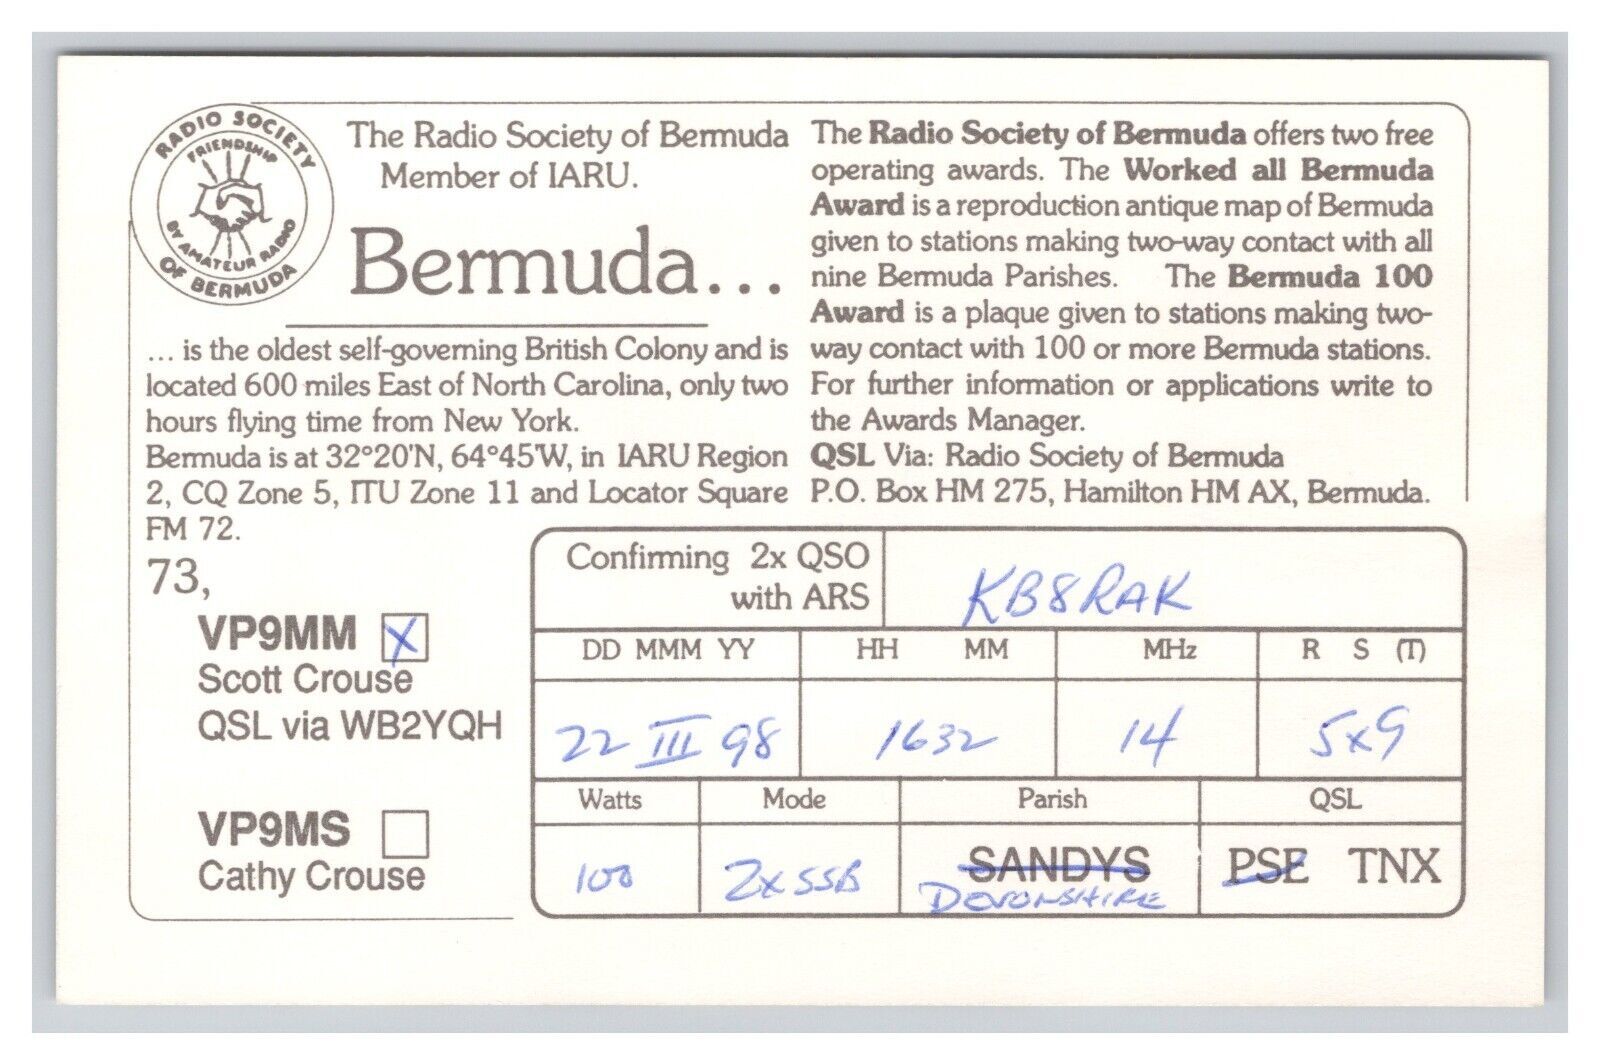 RADIO SOCIETY
OF BERMUDA
FRIENDSHIP
BY AMATEUR RADIO
The Radio Society of Bermuda
Member of IARU.
Bermuda...
... is the oldest self-governing British Colony and is
located 600 miles East of North Carolina, only two
hours flying time from New York.
Bermuda is at 32°20'N, 64°45'W, in IARU Region
2, CQ Zone 5, ITU Zone 11 and Locator Square
FM 72.
73,
The Radio Society of Bermuda offers two free
operating awards. The Worked all Bermuda
Award is a reproduction antique map of Bermuda
given to stations making two-way contact with all
nine Bermuda Parishes. The Bermuda 100
Award is a plaque given to stations making two-
way contact with 100 or more Bermuda stations.
For further information or applications write to
the Awards Manager.
QSL Via: Radio Society of Bermuda
P.O. Box HM 275, Hamilton HM AX, Bermuda.
VP9MM X
Scott Crouse
QSL via WB2YQH
VP9MS
Cathy Crouse
Confirming 2x QSO
with ARS
KB8RAK
DD MMM YY HH MM MHz R S (T)
22 III 98 1632 14 5x9
Watts Mode Parish QSL
100 2xSSB SANDYS PSE TNX
DEVONSHIRE